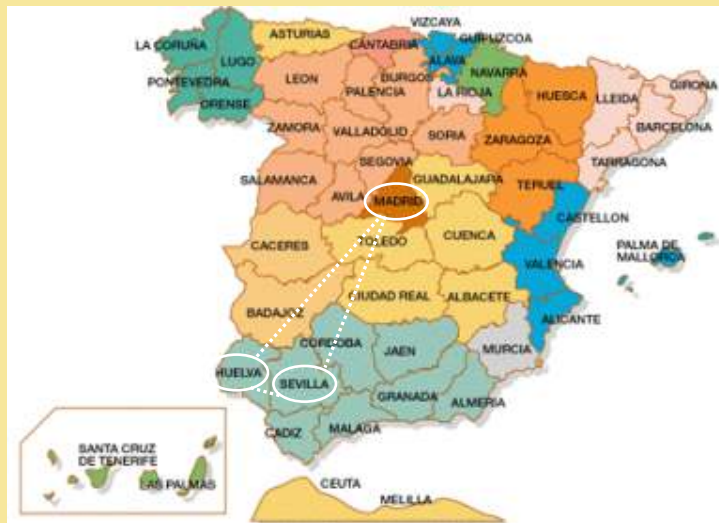 VIZCAYA
ASTURIAS
GUIPUZCOA
LA CORUÑA
CANTABRIA
LUGO
ALAVA
NAVARRA
PONTEVEDRA
LEON
BURGOS
HUESCA
GIRONA
PALENCIA
LA RIOJA
LLEIDA
ORENSE
BARCELONA
ZAMORA
VALLADOLID
SORIA
ZARAGOZA
TARRAGONA
SEGOVIA
SALAMANCA
GUADALAJARA
TERUEL
AVILA
MADRID
CASTELLON
CACERES
TOLEDO
CUENCA
PALMA DE
MALLORCA
VALENCIA
BADAJOZ
CIUDAD REAL
ALBACETE
ALICANTE
CORDOBA
JAEN
MURCIA
HUELVA
SEVILLA
GRANADA
ALMERIA
CADIZ
MALAGA
SANTA CRUZ
DE TENERIFE
LAS PALMAS
CEUTA
MELILLA